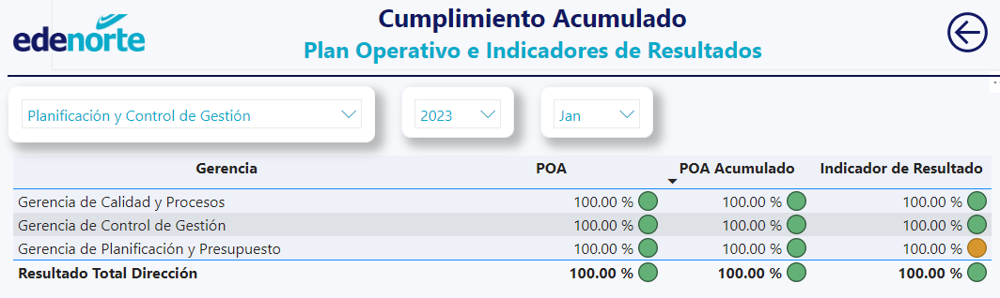 edenorte
Cumplimiento Acumulado
Plan Operativo e Indicadores de Resultados
Planificación y Control de Gestión 2023 Jan
Gerencia POA POA Acumulado Indicador de Resultado
Gerencia de Calidad y Procesos 100.00 % 100.00 % 100.00 %
Gerencia de Control de Gestión 100.00 % 100.00 % 100.00 %
Gerencia de Planificación y Presupuesto 100.00 % 100.00 % 100.00 %
Resultado Total Dirección 100.00 % 100.00 % 100.00 %